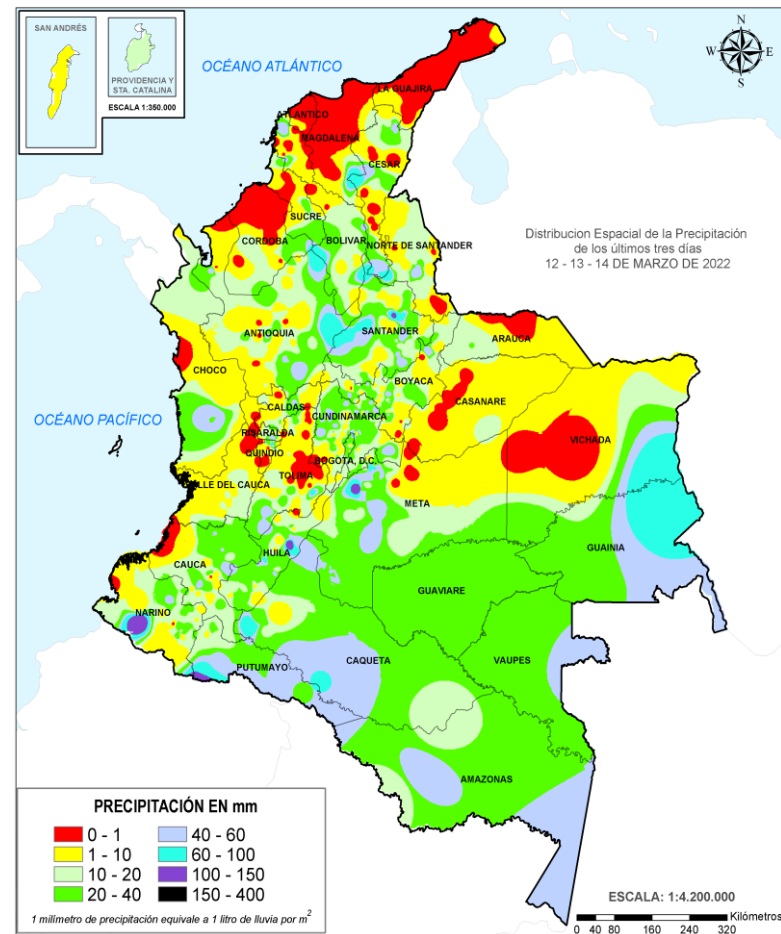 SAN ANDRÉS
PROVIDENCIA Y
STA. CATALINA
ESCALA 1:350.000
N
W
E
S
OCÉANO ATLÁNTICO
LA GUAJIRA
ATLANTICO
MAGDALENA
CESAR
SUCRE
CORDOBA
BOLIVAR
NORTE DE SANTANDER
Distribucion Espacial de la Precipitación
de los últimos tres días
12 - 13 - 14 DE MARZO DE 2022
ANTIOQUIA
SANTANDER
ARAUCA
CHOCO
BOYACA
CASANARE
CALDAS
CUNDINAMARCA
OCÉANO PACÍFICO
RISARALDA
VICHADA
QUINDIO
BOGOTA, D.C.
TOLIMA
VALLE DEL CAUCA
META
HUILA
GUAINIA
CAUCA
GUAVIARE
NARINO
PUTUMAYO
CAQUETA
VAUPES
AMAZONAS
PRECIPITACIÓN EN mm
0 - 1 40 - 60
1 - 10 60 - 100
10 - 20 100 - 150
20 - 40 150 - 400
1 milímetro de precipitación equivale a 1 litro de lluvia por m²
ESCALA: 1:4.200.000
Kilómetros
0 40 80 160 240 320